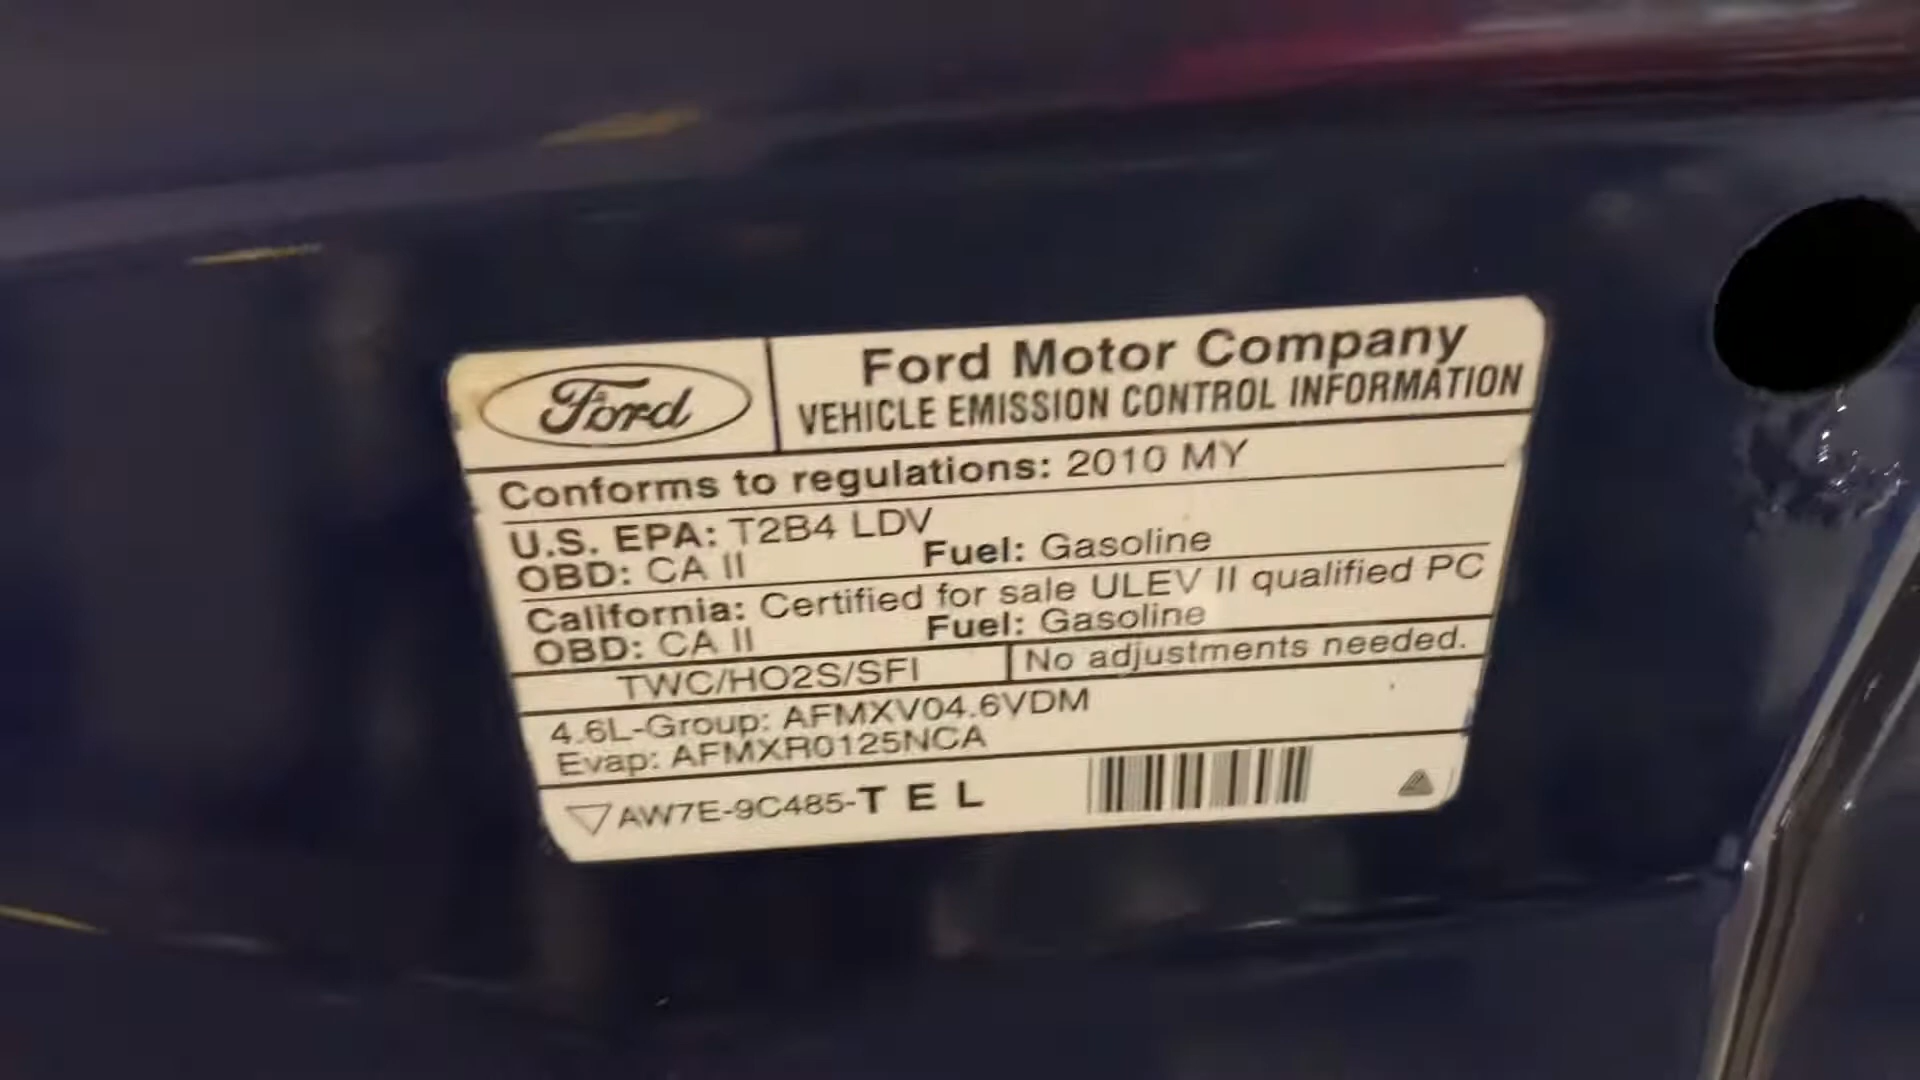 Ford
Ford Motor Company
VEHICLE EMISSION CONTROL INFORMATION
Conforms to regulations: 2010 MY
U.S. EPA: T2B4 LDV
OBD: CA II Fuel: Gasoline
California: Certified for sale ULEV II qualified PC
OBD: CA II Fuel: Gasoline
TWC/HO2S/SFI No adjustments needed.
4.6L-Group: AFMXV04.6VDM
Evap: AFMXR0125NCA
AW7E-9C485-TEL